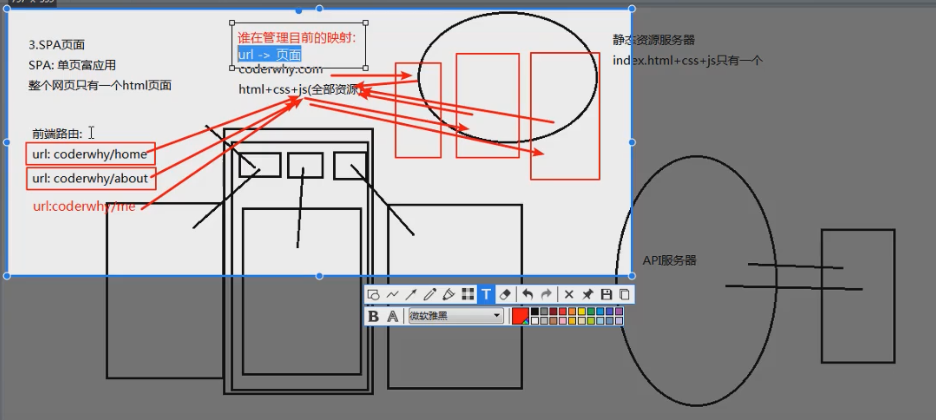 3.SPA页面
SPA: 单页富应用
整个网页只有一个html页面
谁在管理目前的映射:
url -> 页面
coderwhy.com
html+css+js(全部资源)
静态资源服务器
index.html+css+js只有一个
前端路由:
url: coderwhy/home
url: coderwhy/about
url:coderwhy/me
API服务器
T
B A 微软雅黑